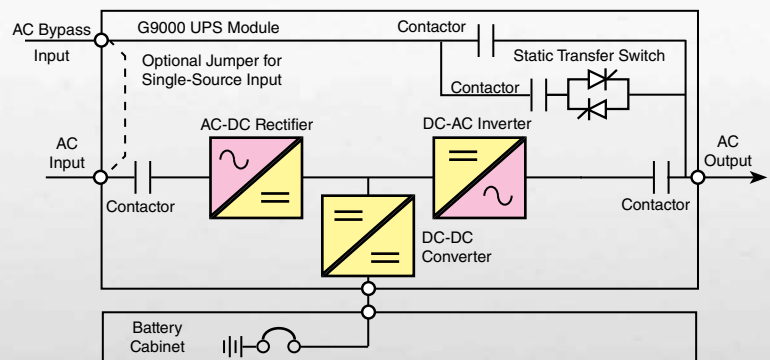 AC Bypass
Input
G9000 UPS Module
Contactor
Optional Jumper for
Single-Source Input
Static Transfer Switch
Contactor
AC-DC Rectifier
DC-AC Inverter
AC
Input
AC
Output
Contactor
Contactor
DC-DC
Converter
Battery
Cabinet